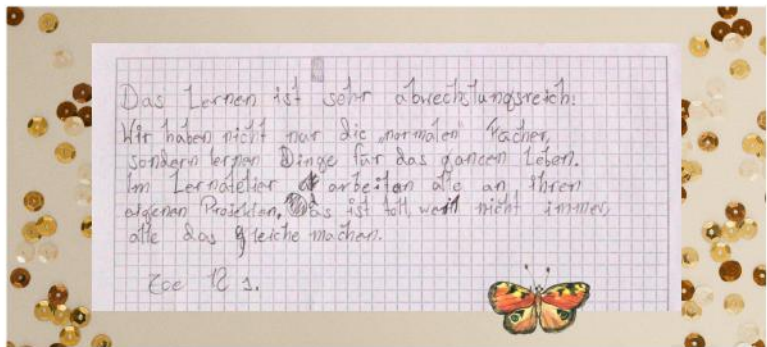 Das Lernen ist sehr abwechslungsreich:
Wir haben nicht nur die „normalen" Fächer,
sondern lernen Dinge für das gancen Leben.
Im Lernatelier arbeiten alle an ihren
eigenen Projekten. Das ist toll, weil nicht immer,
alle das gleiche machen.
Zoe 12 J.